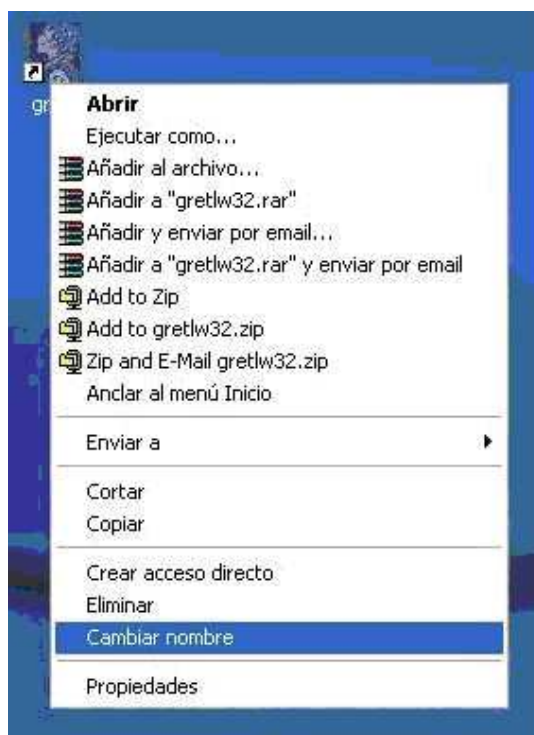 gr
Abrir
Ejecutar como...
Añadir al archivo...
Añadir a "gretlw32.rar"
Añadir y enviar por email...
Añadir a "gretlw32.rar" y enviar por email
Add to Zip
Add to gretlw32.zip
Zip and E-Mail gretlw32.zip
Anclar al menú Inicio
Enviar a
Cortar
Copiar
Crear acceso directo
Eliminar
Cambiar nombre
Propiedades